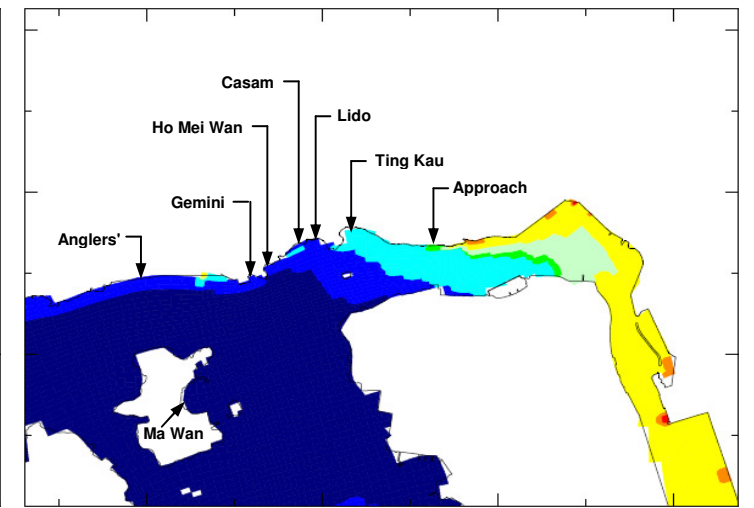 Casam
Lido
Ho Mei Wan
Ting Kau
Approach
Gemini
Anglers'
Ma Wan